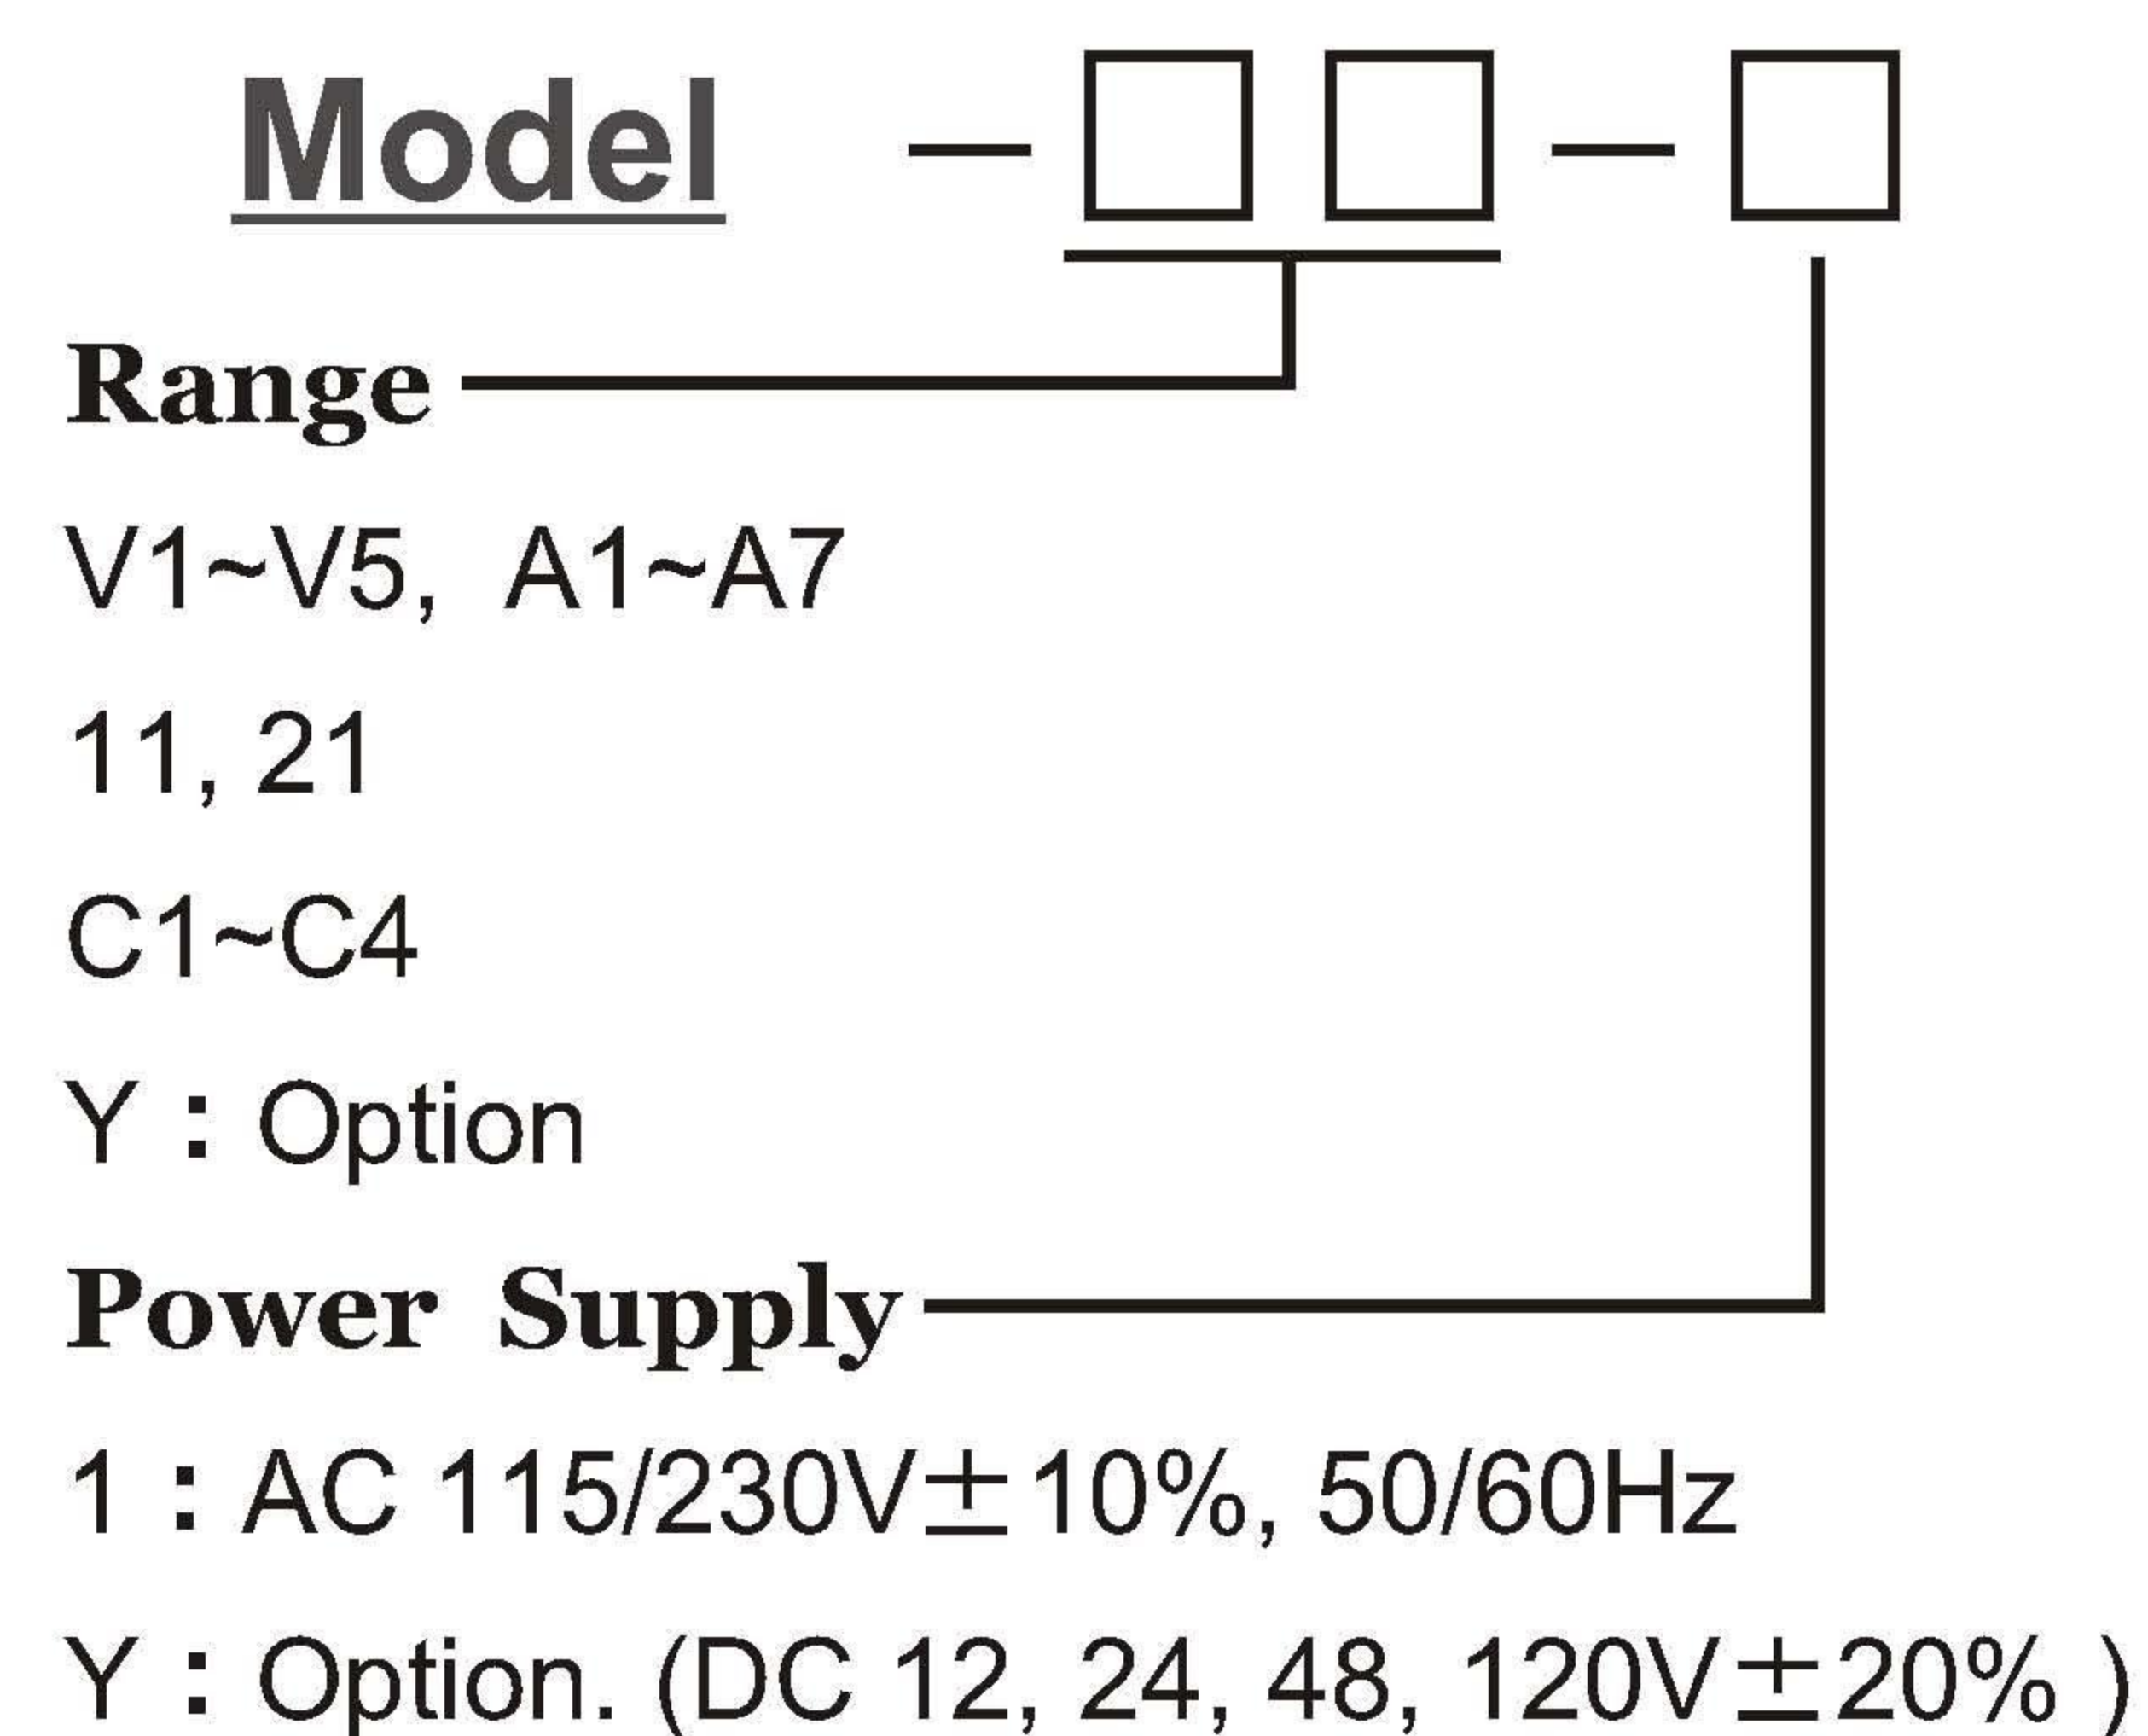 Model - □ □ - □
Range
V1~V5, A1~A7
11, 21
C1~C4
Y : Option
Power Supply
1 : AC 115/230V±10%, 50/60Hz
Y : Option. (DC 12, 24, 48, 120V±20% )